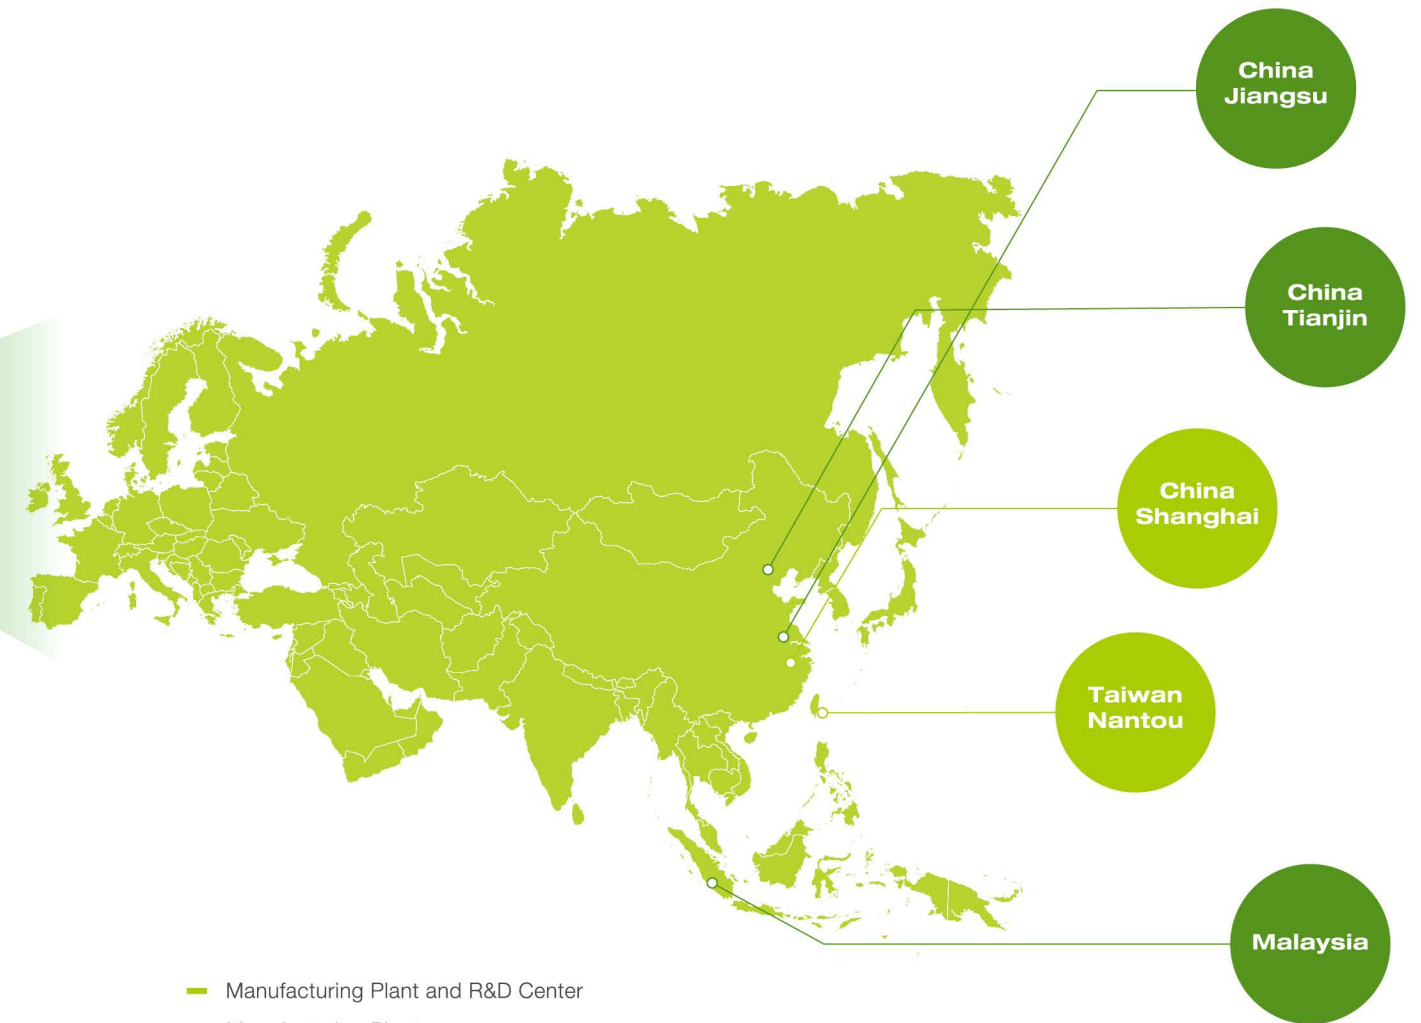 China
Jiangsu
China
Tianjin
China
Shanghai
Taiwan
Nantou
Malaysia
Manufacturing Plant and R&D Center